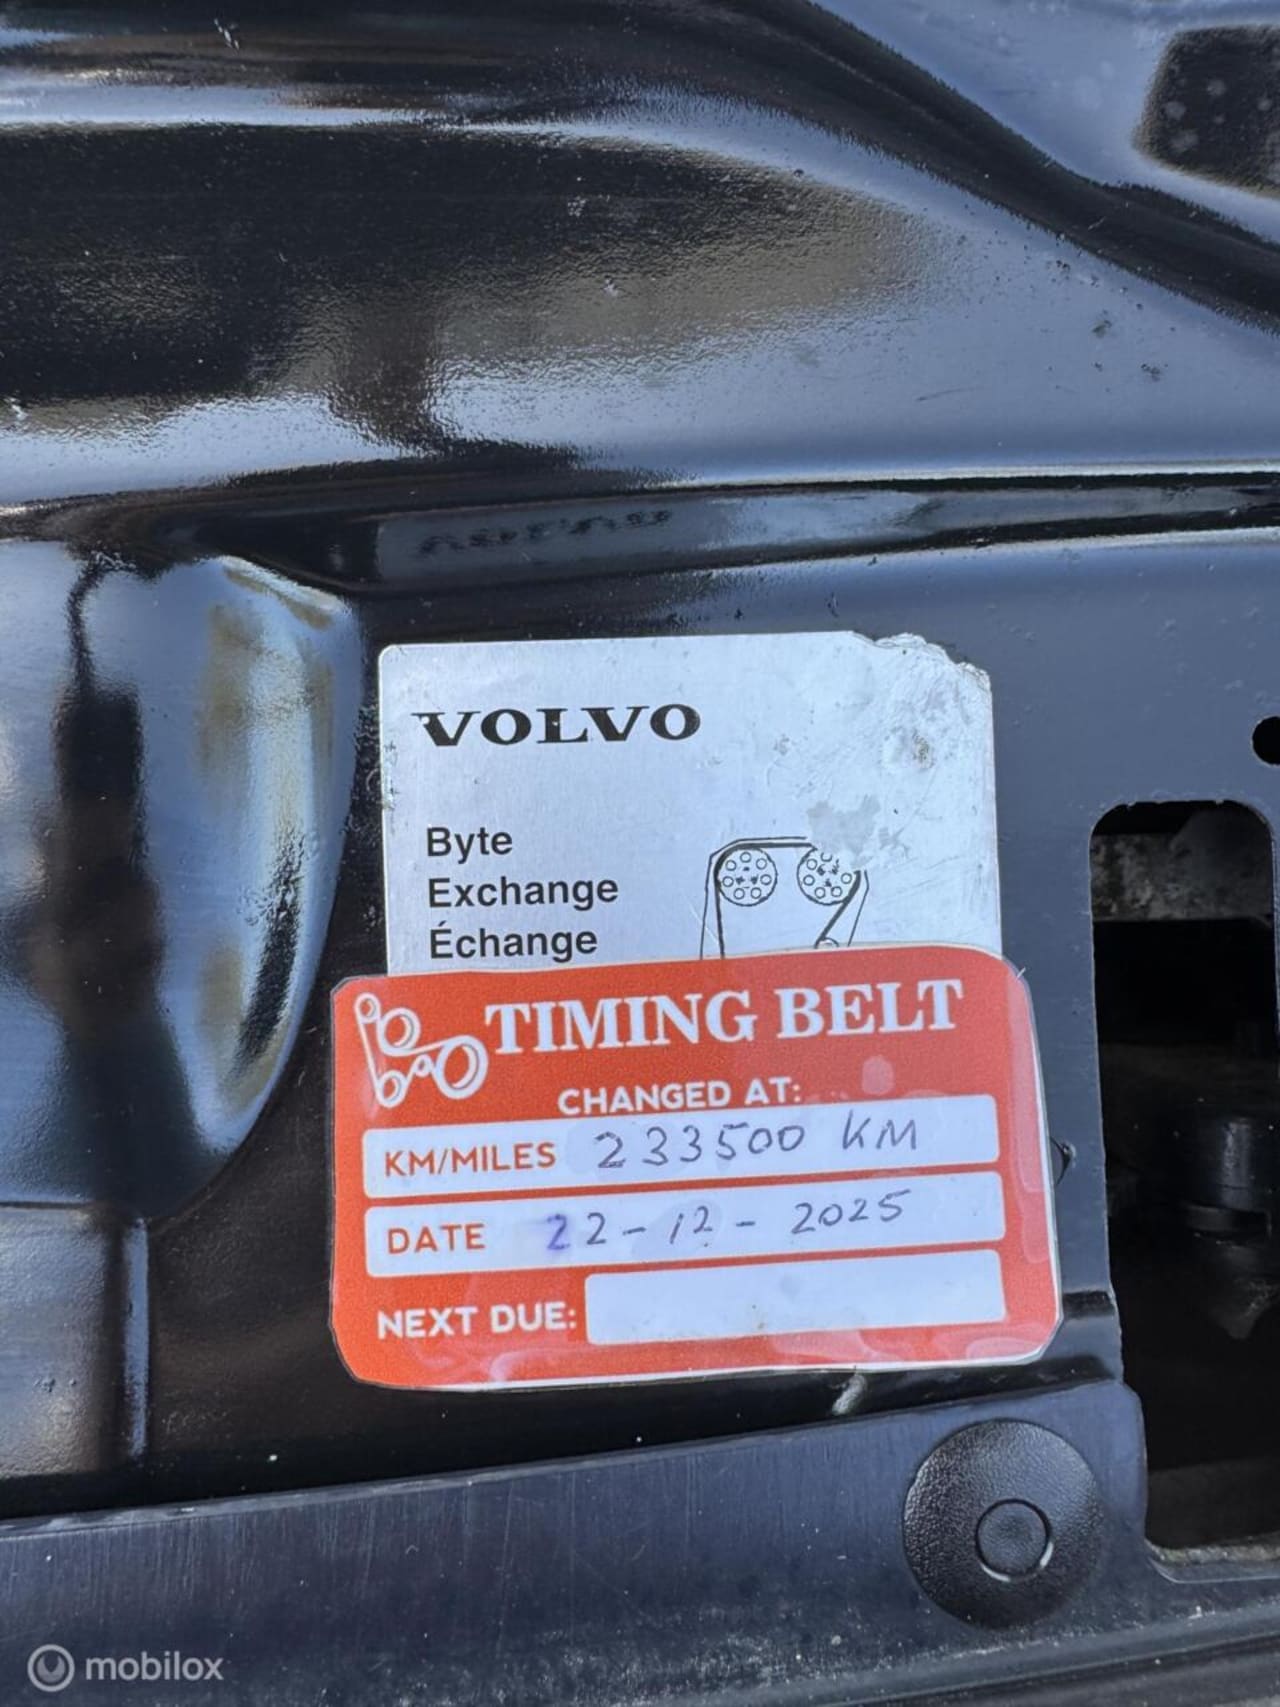 VOLVO
Byte
Exchange
Échange
TIMING BELT
CHANGED AT:
KM/MILES 233500 KM
DATE 22-12-2025
NEXT DUE:
mobilox